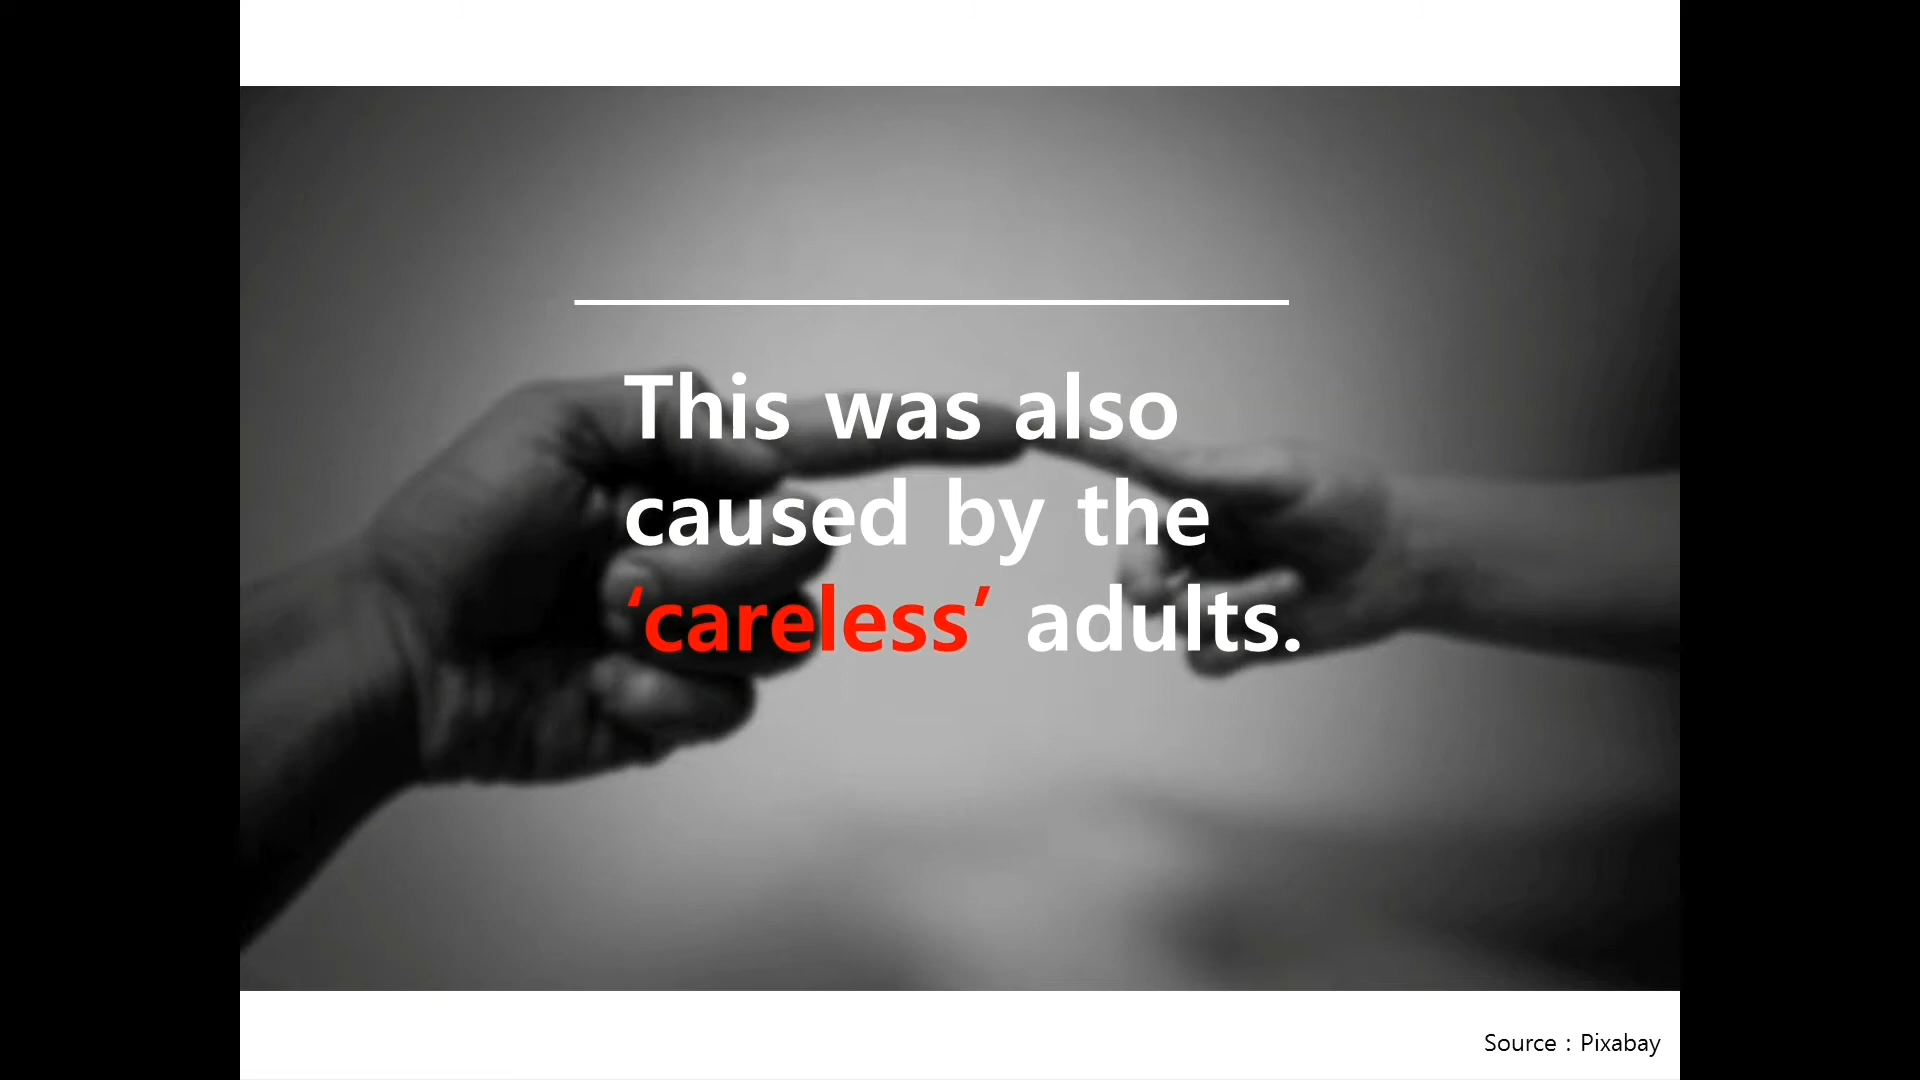 This was also
caused by the
‘careless’ adults.
Source : Pixabay